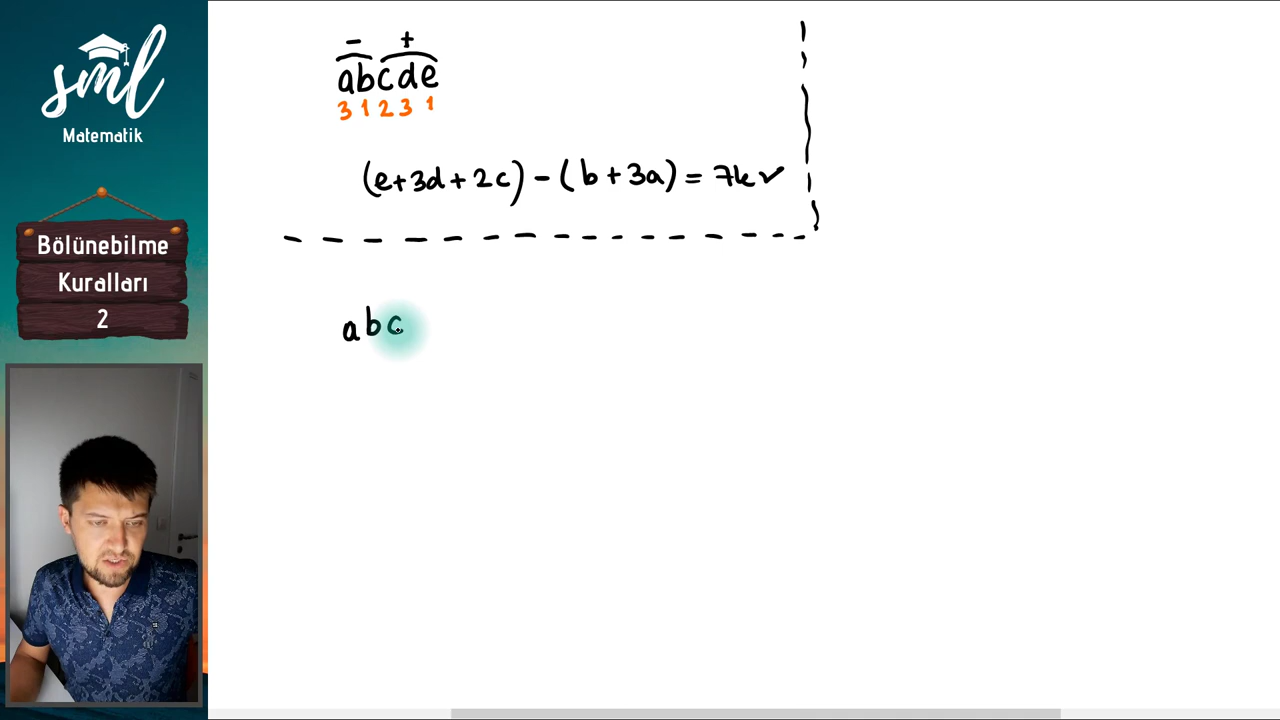 sml
Matematik
Bölünebilme
Kuralları
2
- +
abcde
3 1 2 3 1
(e+3d+2c)-(b+3a)=7k✓
abc